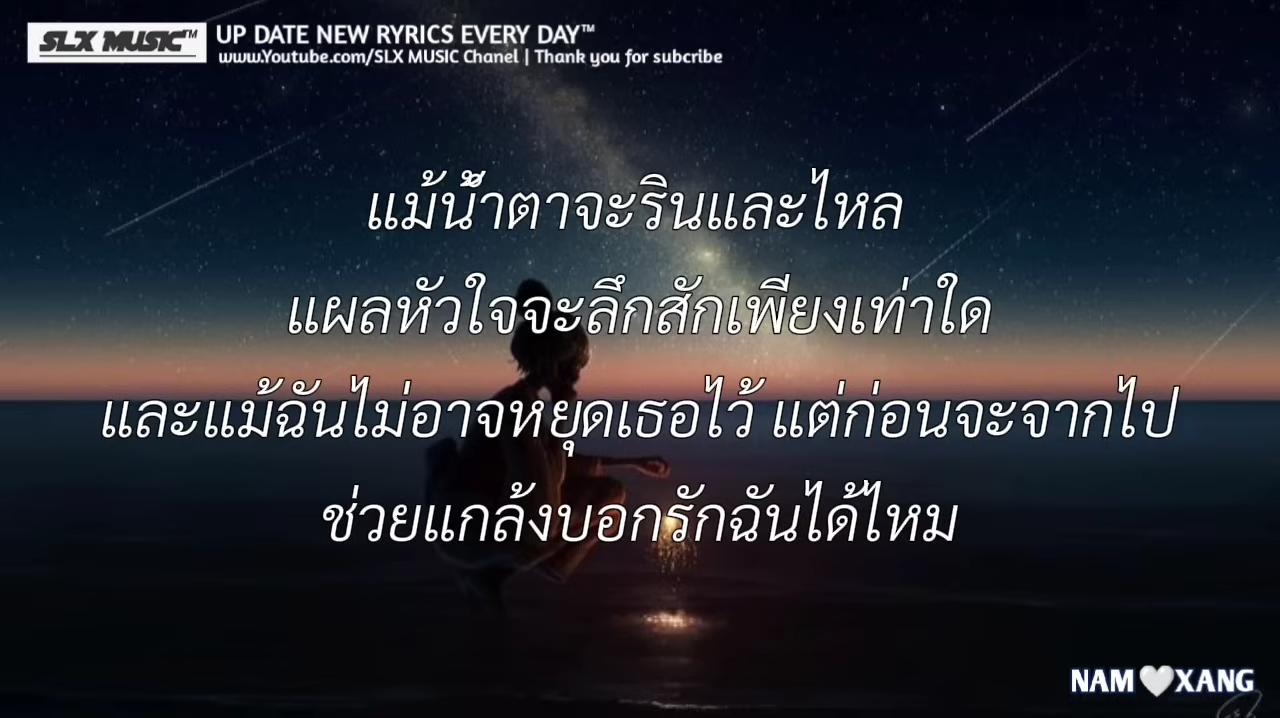 SLX MUSIC™
UP DATE NEW RYRICS EVERY DAY™
www.Youtube.com/SLX MUSIC Chanel | Thank you for subcribe
แม้น้ำตาจะรินและไหล
แผลหัวใจจะลึกสักเพียงเท่าใด
และแม้ฉันไม่อาจหยุดเธอไว้ แต่ก่อนจะจากไป
ช่วยแกล้งบอกรักฉันได้ไหม
NAM🤍XANG